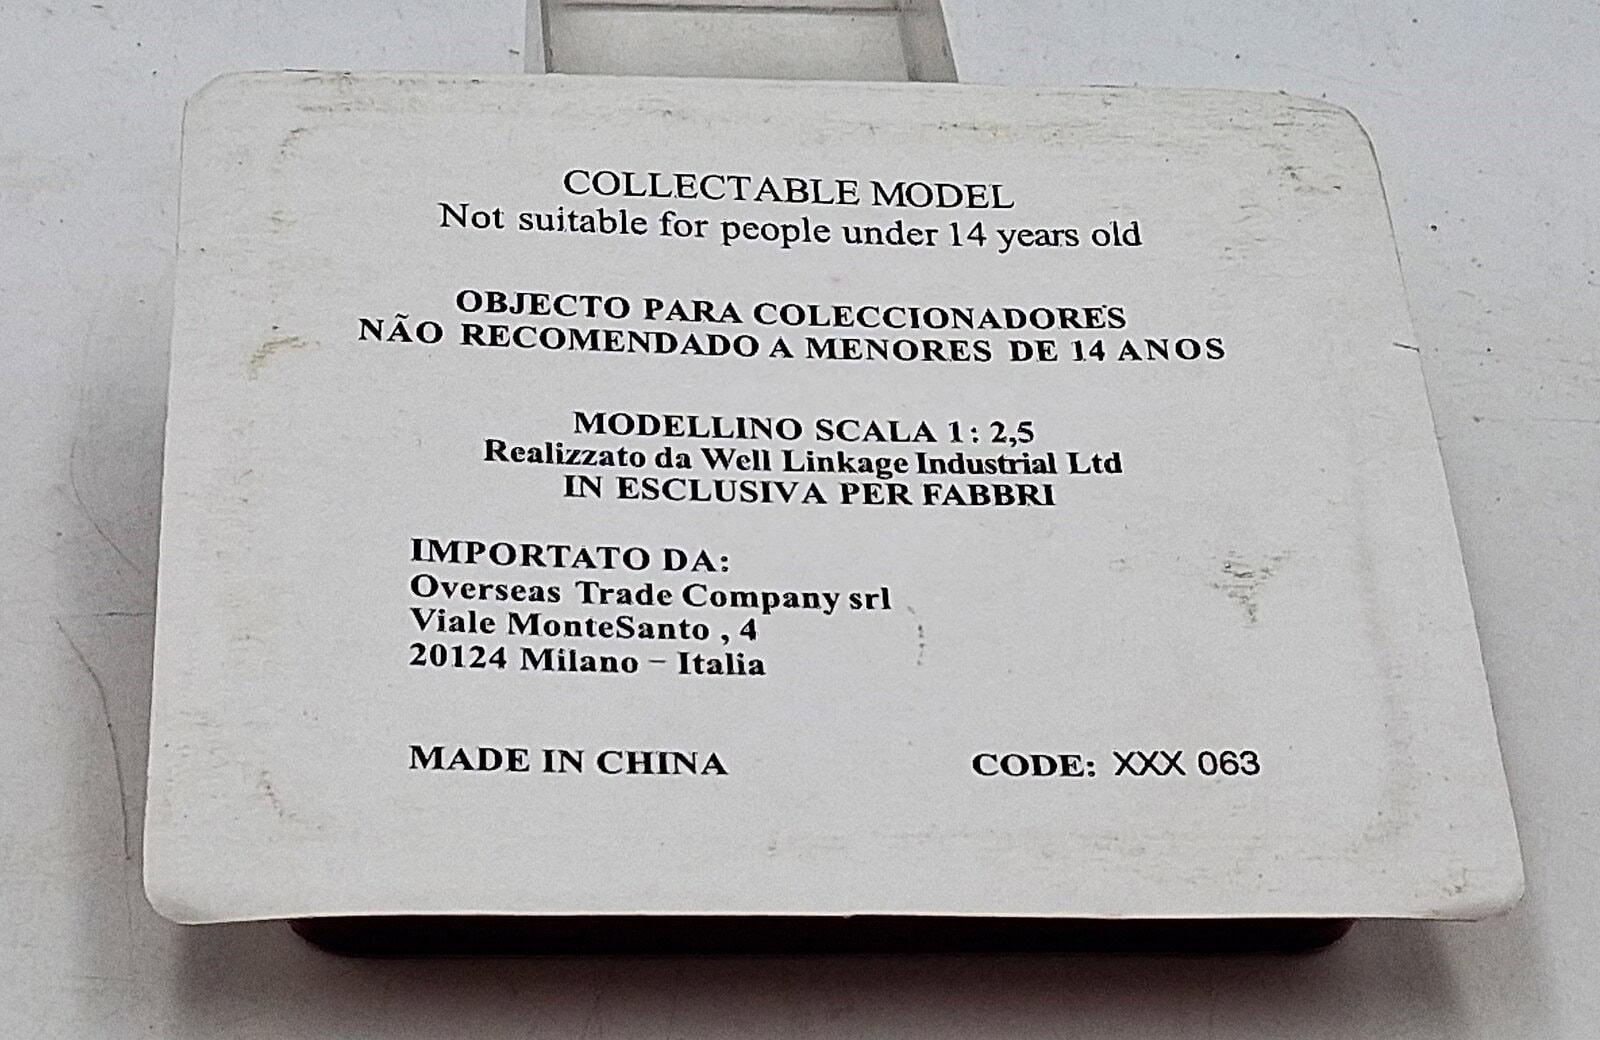 COLLECTABLE MODEL
Not suitable for people under 14 years old
OBJECTO PARA COLECCIONADORES
NÃO RECOMENDADO A MENORES DE 14 ANOS
MODELLINO SCALA 1: 2,5
Realizzato da Well Linkage Industrial Ltd
IN ESCLUSIVA PER FABBRI
IMPORTATO DA:
Overseas Trade Company srl
Viale MonteSanto , 4
20124 Milano – Italia
MADE IN CHINA
CODE: XXX 063